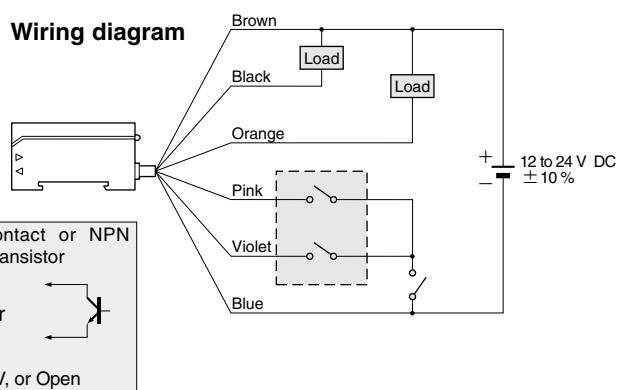 Wiring diagram
Brown
Load
Black
Load
Orange
+
12 to 24 V DC
−
± 10 %
Pink
Violet
Blue
or NPN
ansistor
V, or Open